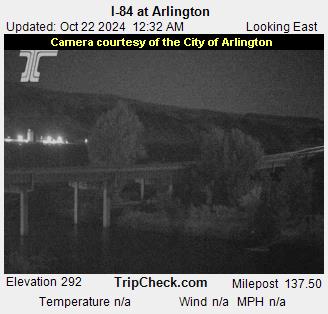 I-84 at Arlington
Updated: Oct 22 2024 12:32 AM Looking East
Camera courtesy of the City of Arlington
Elevation 292 TripCheck.com Milepost 137.50
Temperature n/a Wind n/a MPH n/a